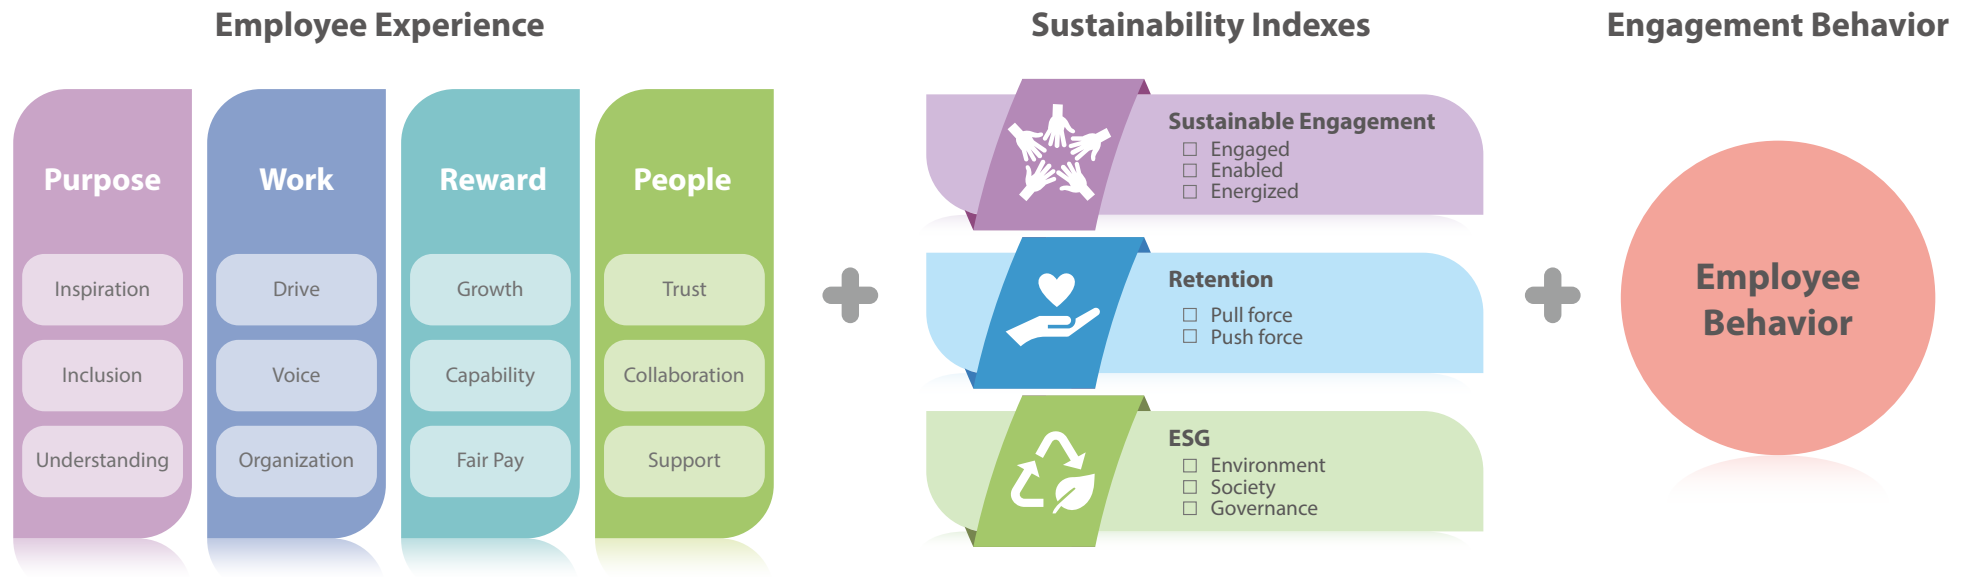 Employee Experience
Sustainability Indexes
Engagement Behavior
Purpose
Inspiration
Inclusion
Understanding
Work
Drive
Voice
Organization
Reward
Growth
Capability
Fair Pay
People
Trust
Collaboration
Support
Sustainable Engagement
☐ Engaged
☐ Enabled
☐ Energized
Retention
☐ Pull force
☐ Push force
ESG
☐ Environment
☐ Society
☐ Governance
Employee
Behavior